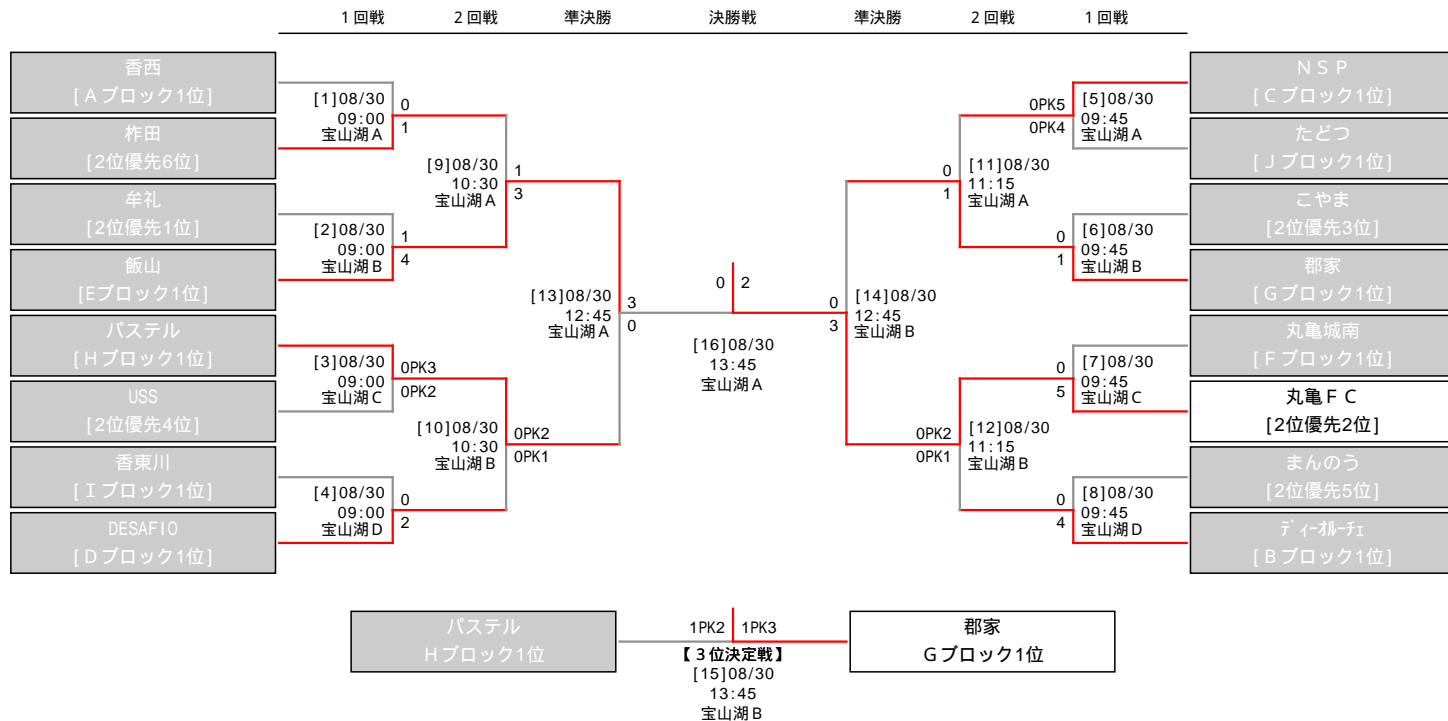 1回戦 2回戦 準決勝 決勝戦 準決勝 2回戦 1回戦
香西
[Aブロック1位]
柞田
[2位優先6位]
牟礼
[2位優先1位]
飯山
[Eブロック1位]
パステル
[Hブロック1位]
USS
[2位優先4位]
香東川
[Iブロック1位]
DESAFIO
[Dブロック1位]
[1]08/30
09:00
宝山湖A
0
1
[2]08/30
09:00
宝山湖B
1
4
[3]08/30
09:00
宝山湖C
0PK3
0PK2
[4]08/30
09:00
宝山湖D
0
2
[9]08/30
10:30
宝山湖A
1
3
[10]08/30
10:30
宝山湖B
0PK2
0PK1
[13]08/30
12:45
宝山湖A
3
0
0 2
[16]08/30
13:45
宝山湖A
0
3
[14]08/30
12:45
宝山湖B
0
1
[11]08/30
11:15
宝山湖A
0PK2
0PK1
[12]08/30
11:15
宝山湖B
0PK5
0PK4
[5]08/30
09:45
宝山湖A
0
1
[6]08/30
09:45
宝山湖B
0
5
[7]08/30
09:45
宝山湖C
0
4
[8]08/30
09:45
宝山湖D
NSP
[Cブロック1位]
たどつ
[Jブロック1位]
こやま
[2位優先3位]
郡家
[Gブロック1位]
丸亀城南
[Fブロック1位]
丸亀FC
[2位優先2位]
まんのう
[2位優先5位]
ディーオルーチェ
[Bブロック1位]
パステル
Hブロック1位
1PK2 1PK3
【3位決定戦】
[15]08/30
13:45
宝山湖B
郡家
Gブロック1位